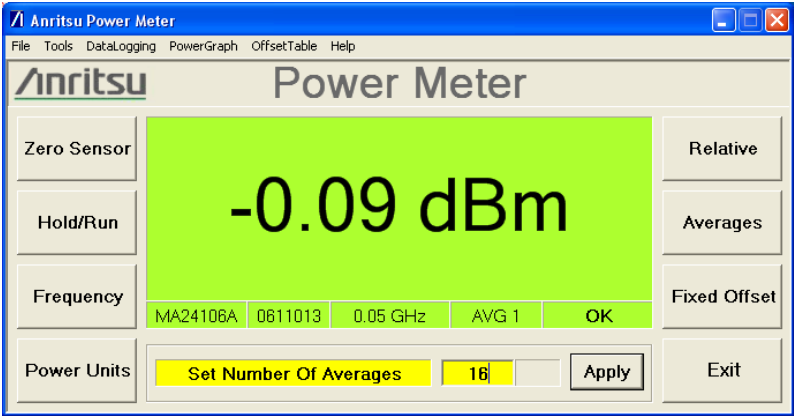 Anritsu Power Meter
File Tools DataLogging PowerGraph OffsetTable Help
Anritsu Power Meter
Zero Sensor
Hold/Run
Frequency
Power Units
-0.09 dBm
MA24106A 0611013 0.05 GHz AVG 1 OK
Set Number Of Averages 16 Apply
Relative
Averages
Fixed Offset
Exit